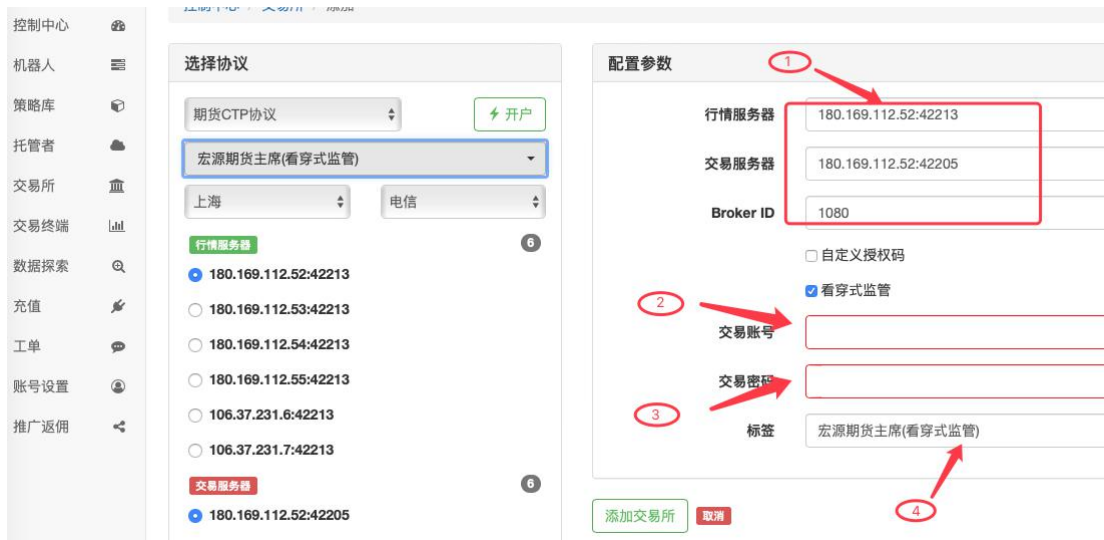 控制中心 / 交易所 / 添加
控制中心
机器人
策略库
托管者
交易所
交易终端
数据探索
充值
工单
账号设置
推广返佣
选择协议
期货CTP协议
开户
宏源期货主席(看穿式监管)
上海
电信
行情服务器
6
180.169.112.52:42213
180.169.112.53:42213
180.169.112.54:42213
180.169.112.55:42213
106.37.231.6:42213
106.37.231.7:42213
交易服务器
6
180.169.112.52:42205
配置参数
1
行情服务器
180.169.112.52:42213
交易服务器
180.169.112.52:42205
Broker ID
1080
自定义授权码
看穿式监管
2
交易账号
交易密码
3
标签
宏源期货主席(看穿式监管)
4
添加交易所
取消